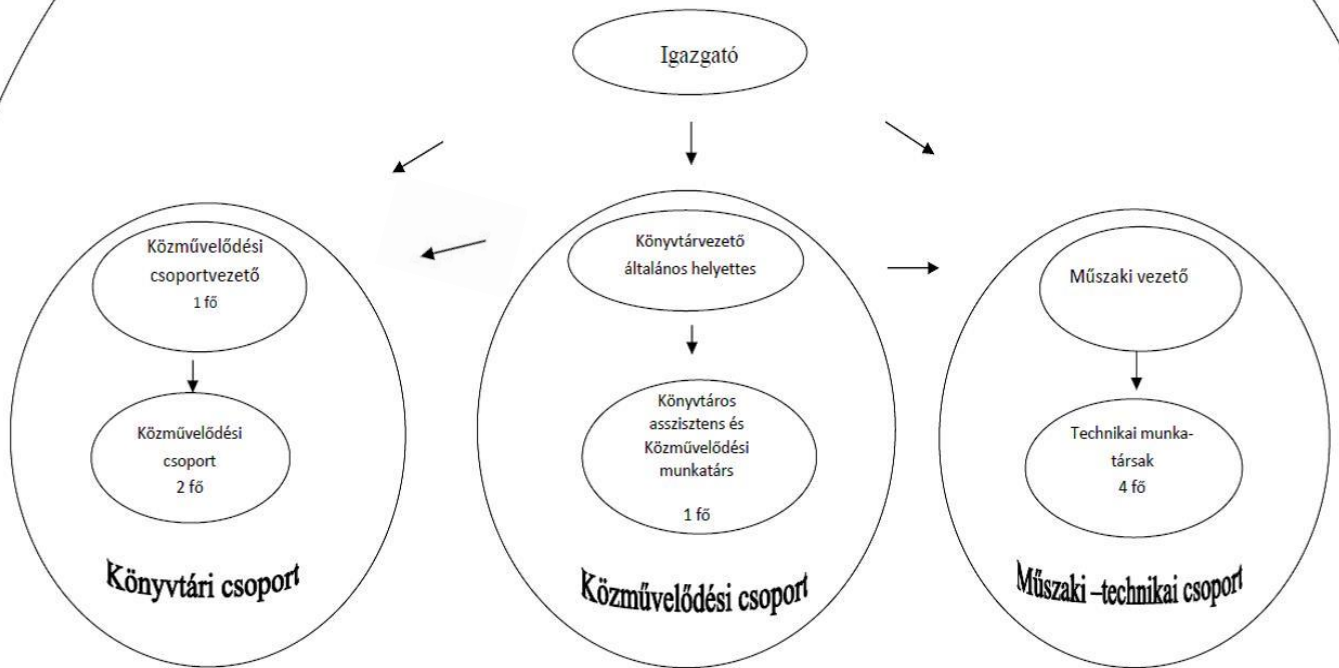 Igazgató
Közművelődési
csoportvezető
1 fő
Közművelődési
csoport
2 fő
Könyvtári csoport
Könyvtárvezető
általános helyettes
Könyvtáros
asszisztens és
Közművelődési
munkatárs
1 fő
Közművelődési csoport
Műszaki vezető
Technikai munka-
társak
4 fő
Műszaki –technikai csoport